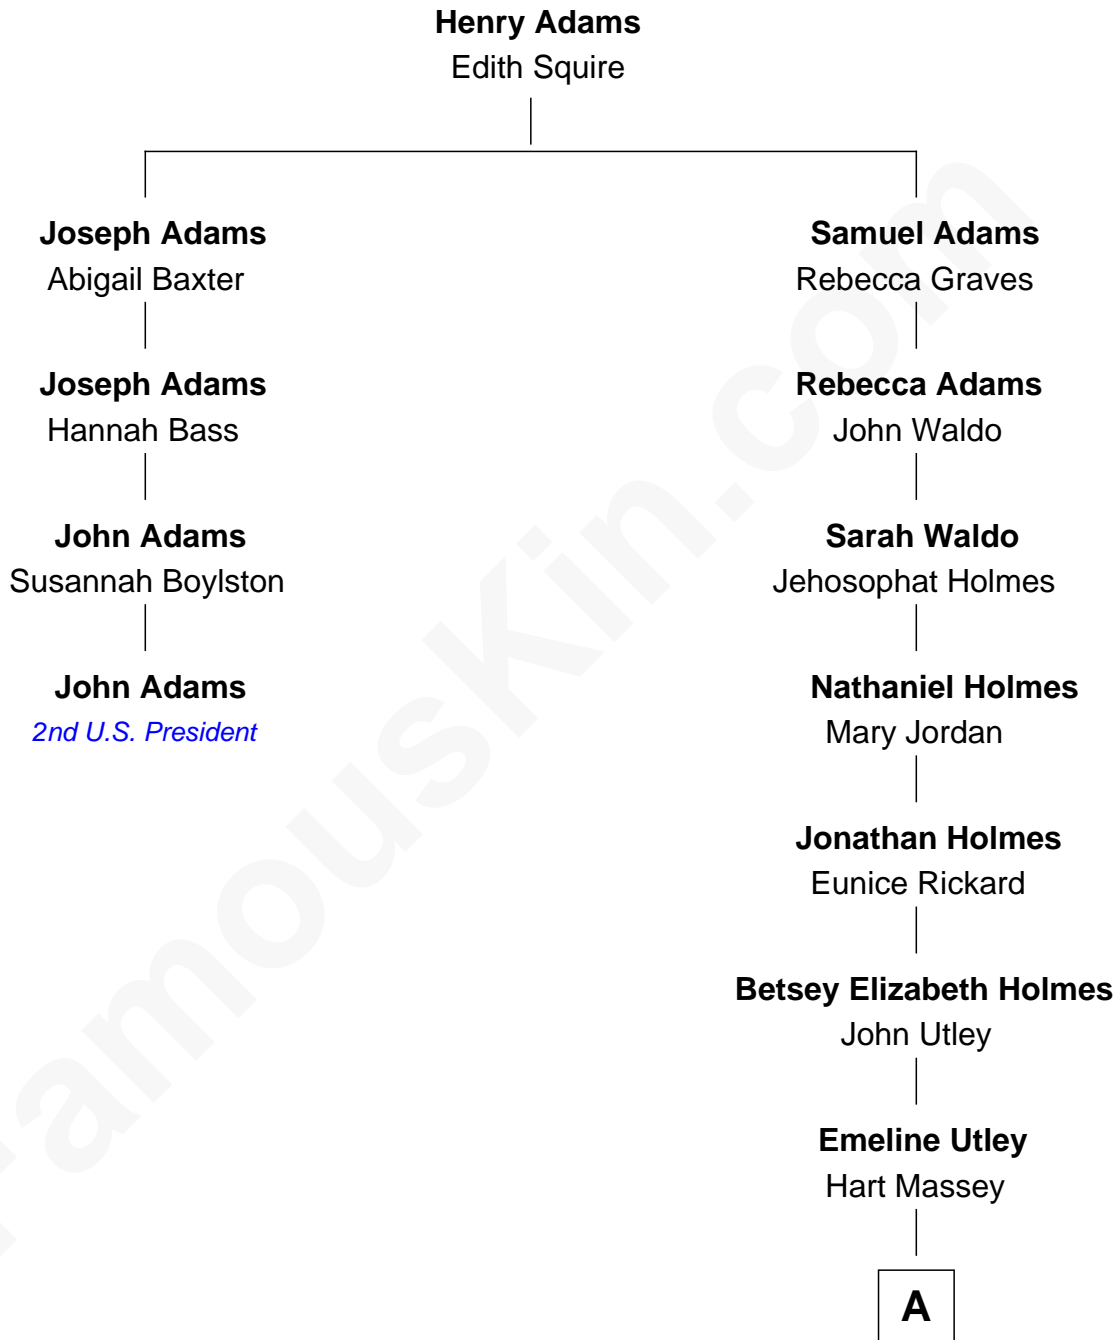 Henry Adams
Edith Squire
Joseph Adams
Abigail Baxter
Samuel Adams
Rebecca Graves
Joseph Adams
Hannah Bass
Rebecca Adams
John Waldo
John Adams
Susannah Boylston
Sarah Waldo
Jehosophat Holmes
John Adams
2nd U.S. President
Nathaniel Holmes
Mary Jordan
Jonathan Holmes
Eunice Rickard
Betsey Elizabeth Holmes
John Utley
Emeline Utley
Hart Massey
A
FamousKin.com